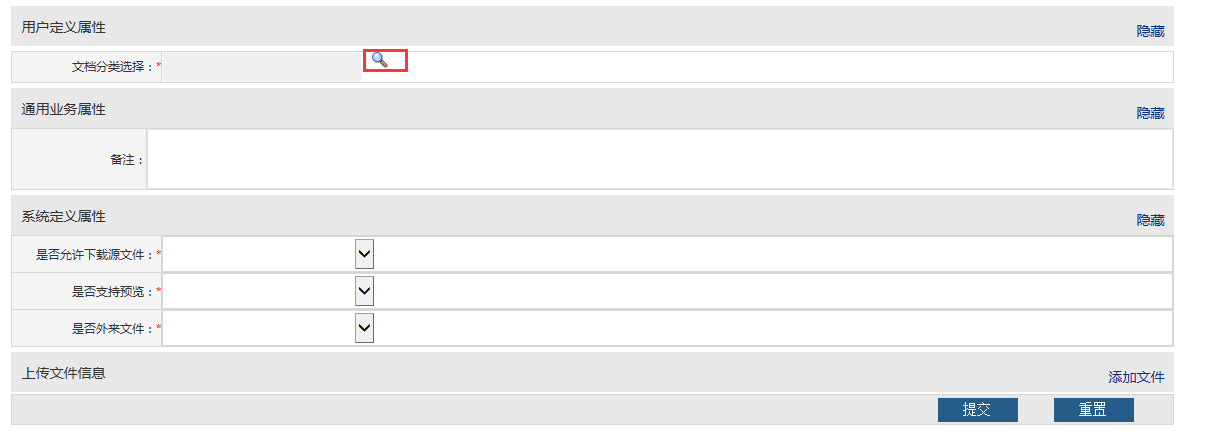 用户定义属性
隐藏
文档分类选择：*
通用业务属性
隐藏
备注：
系统定义属性
隐藏
是否允许下载源文件：*
是否支持预览：*
是否外来文件：*
上传文件信息
添加文件
提交
重置